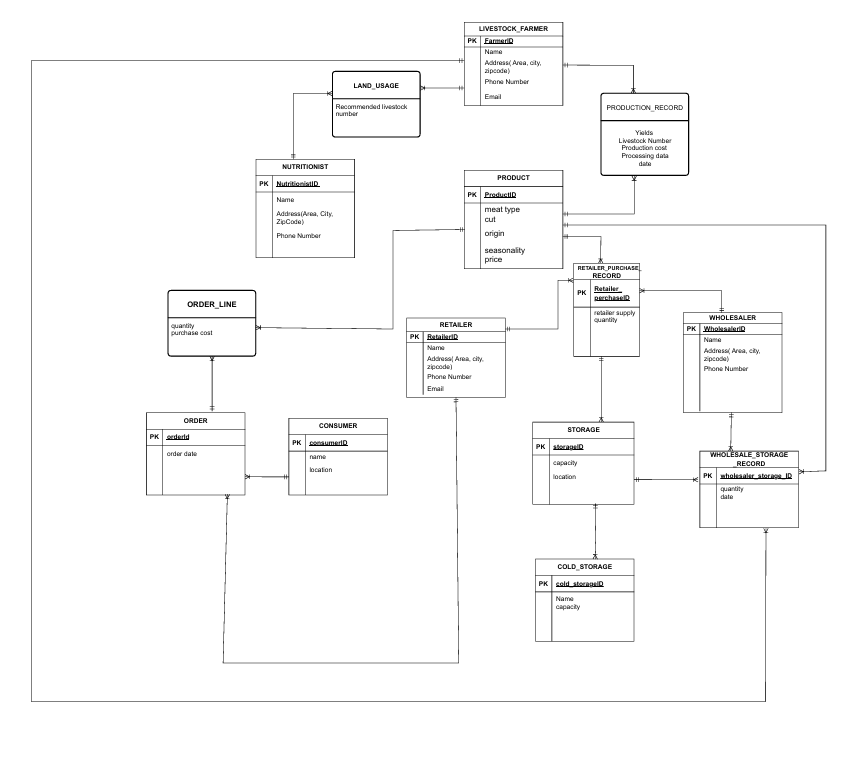 LIVESTOCK_FARMER
PK FarmerID
Name
Address( Area, city,
zipcode)
Phone Number
Email
LAND_USAGE
Recommended livestock
number
PRODUCTION_RECORD
Yields
Livestock Number
Production cost
Processing data
date
NUTRITIONIST
PK NutritionistID
Name
Address(Area, City,
ZipCode)
Phone Number
PRODUCT
PK ProductID
meat type
cut
origin
seasonality
price
RETAILER_PURCHASE_
RECORD
PK Retailer_
perchaseID
retailer supply
quantity
ORDER_LINE
quantity
purchase cost
RETAILER
PK RetailerID
Name
Address( Area, city,
zipcode)
Phone Number
Email
WHOLESALER
PK WholesalerID
Name
Address( Area, city,
zipcode)
Phone Number
ORDER
PK orderId
order date
CONSUMER
PK consumerID
name
location
STORAGE
PK storageID
capacity
location
WHOLESALE_STORAGE
_RECORD
PK wholesaler_storage_ID
quantity
date
COLD_STORAGE
PK cold_storageID
Name
capacity